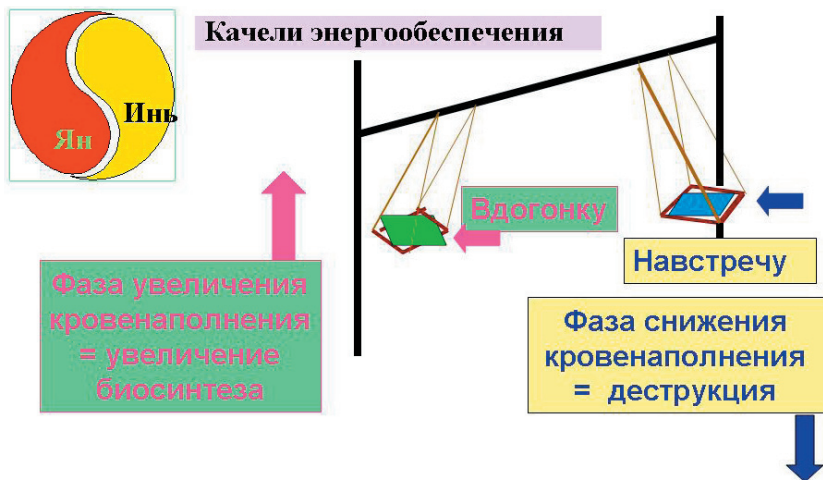 Качели энергообеспечения
Инь
Ян
Вдогонку
Навстречу
Фаза увеличения
кровенаполнения
= увеличение
биосинтеза
Фаза снижения
кровенаполнения
= деструкция